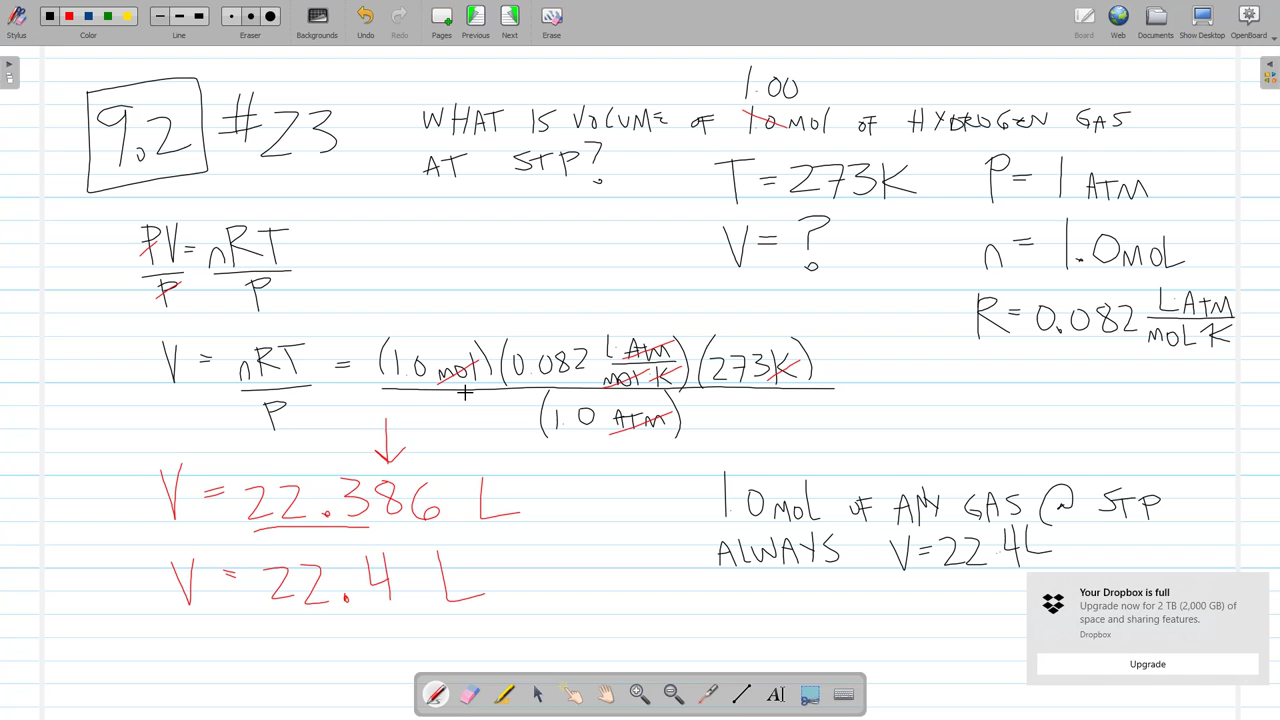 Stylus
Color
Line
Eraser
Backgrounds
Undo
Redo
Pages
Previous
Next
Erase
Board
Web
Documents
Show Desktop
OpenBoard
9.2 #23
1.00
WHAT IS VOLUME OF 1.0 MOL OF HYDROGEN GAS
AT STP?
T = 273K P = 1 ATM
V = ? n = 1.0 MOL
R = 0.082 L ATM / MOL K
PV / P = nRT / P
V = nRT / P = (1.0 mol)(0.082 L ATM / mol K)(273K) / (1.0 ATM)
V = 22.386 L
V = 22.4 L
1.0 MOL OF ANY GAS @ STP
ALWAYS V = 22.4L
Your Dropbox is full
Upgrade now for 2 TB (2,000 GB) of
space and sharing features.
Dropbox
Upgrade
AI